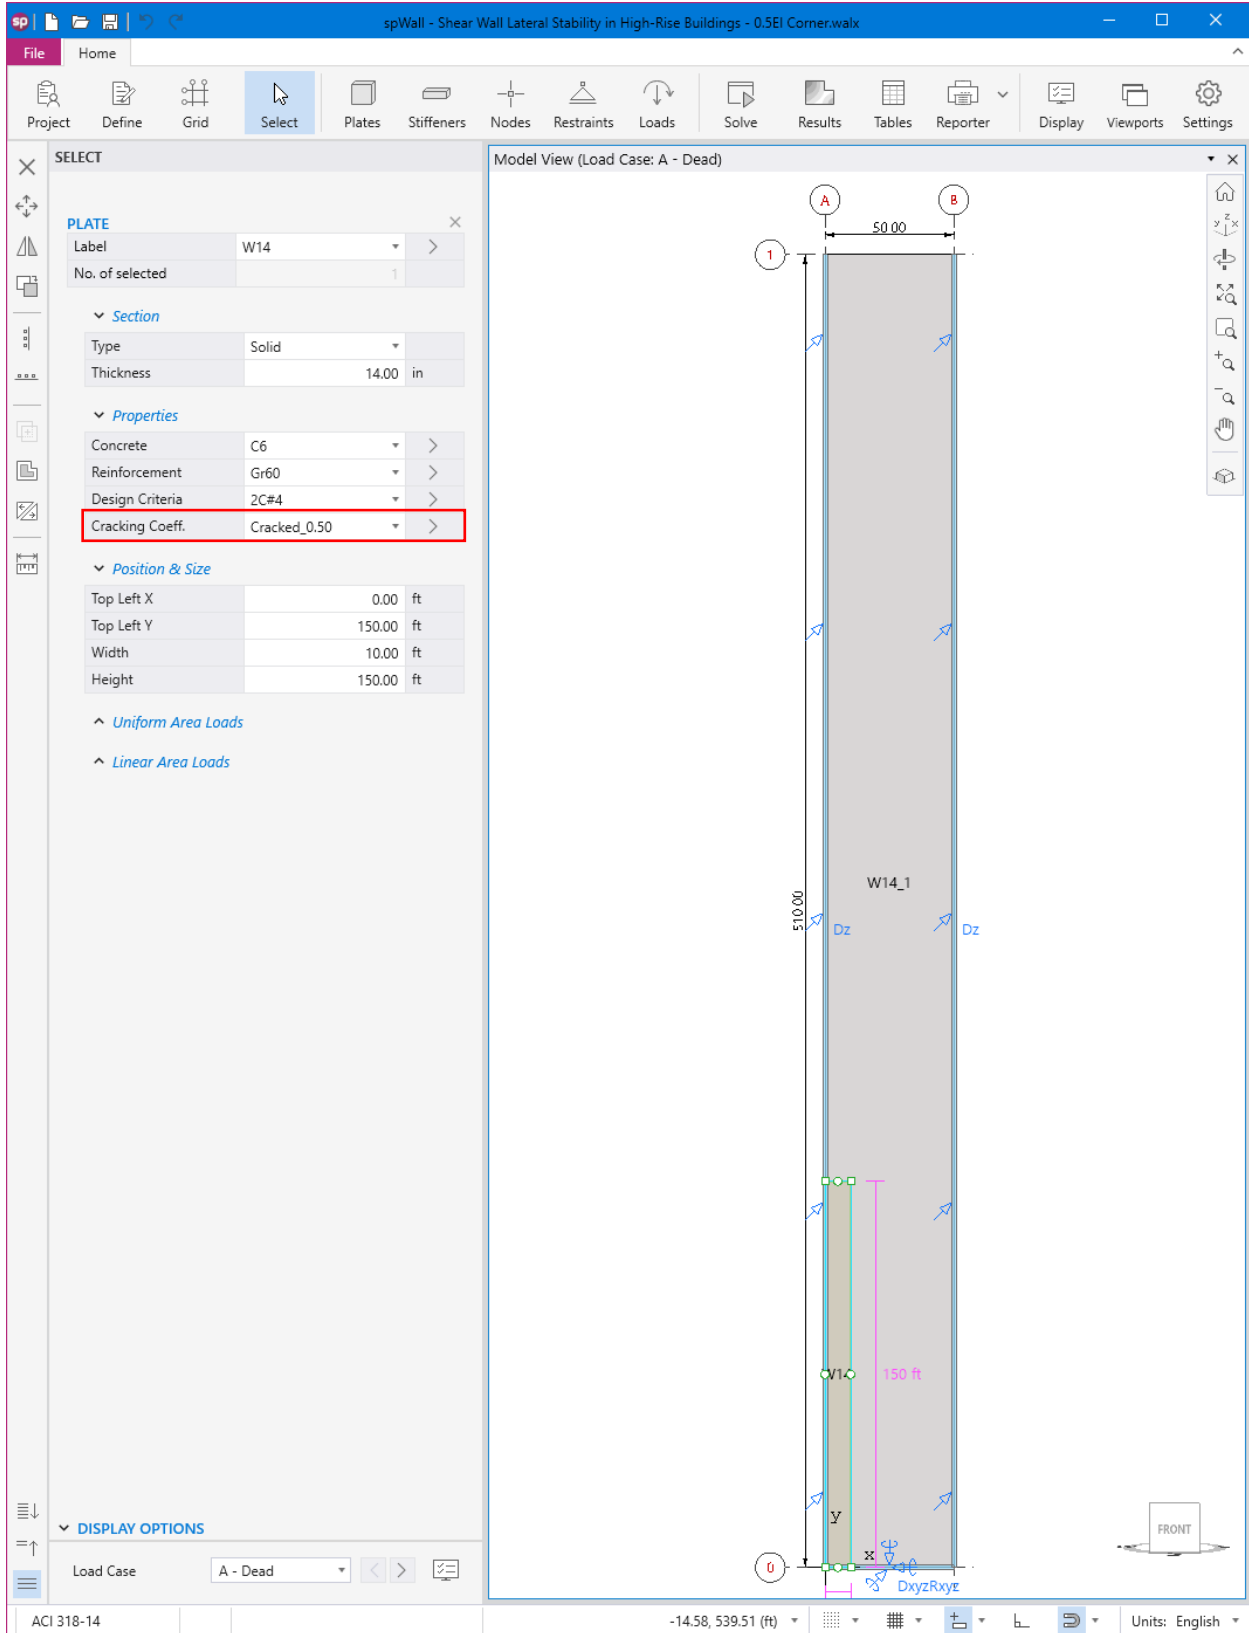 sp
spWall - Shear Wall Lateral Stability in High-Rise Buildings - 0.5EI Corner.walx
File Home
Project Define Grid Select Plates Stiffeners Nodes Restraints Loads Solve Results Tables Reporter Display Viewports Settings
SELECT
PLATE
Label W14
No. of selected 1
Section
Type Solid
Thickness 14.00 in
Properties
Concrete C6
Reinforcement Gr60
Design Criteria 2C#4
Cracking Coeff. Cracked_0.50
Position & Size
Top Left X 0.00 ft
Top Left Y 150.00 ft
Width 10.00 ft
Height 150.00 ft
Uniform Area Loads
Linear Area Loads
DISPLAY OPTIONS
Load Case A - Dead
Model View (Load Case: A - Dead)
A B
50.00
1
W14_1
510.00
Dz Dz
W14 150 ft
y
x
0
DxyzRxyz
FRONT
y z x
ACI 318-14 -14.58, 539.51 (ft) Units: English